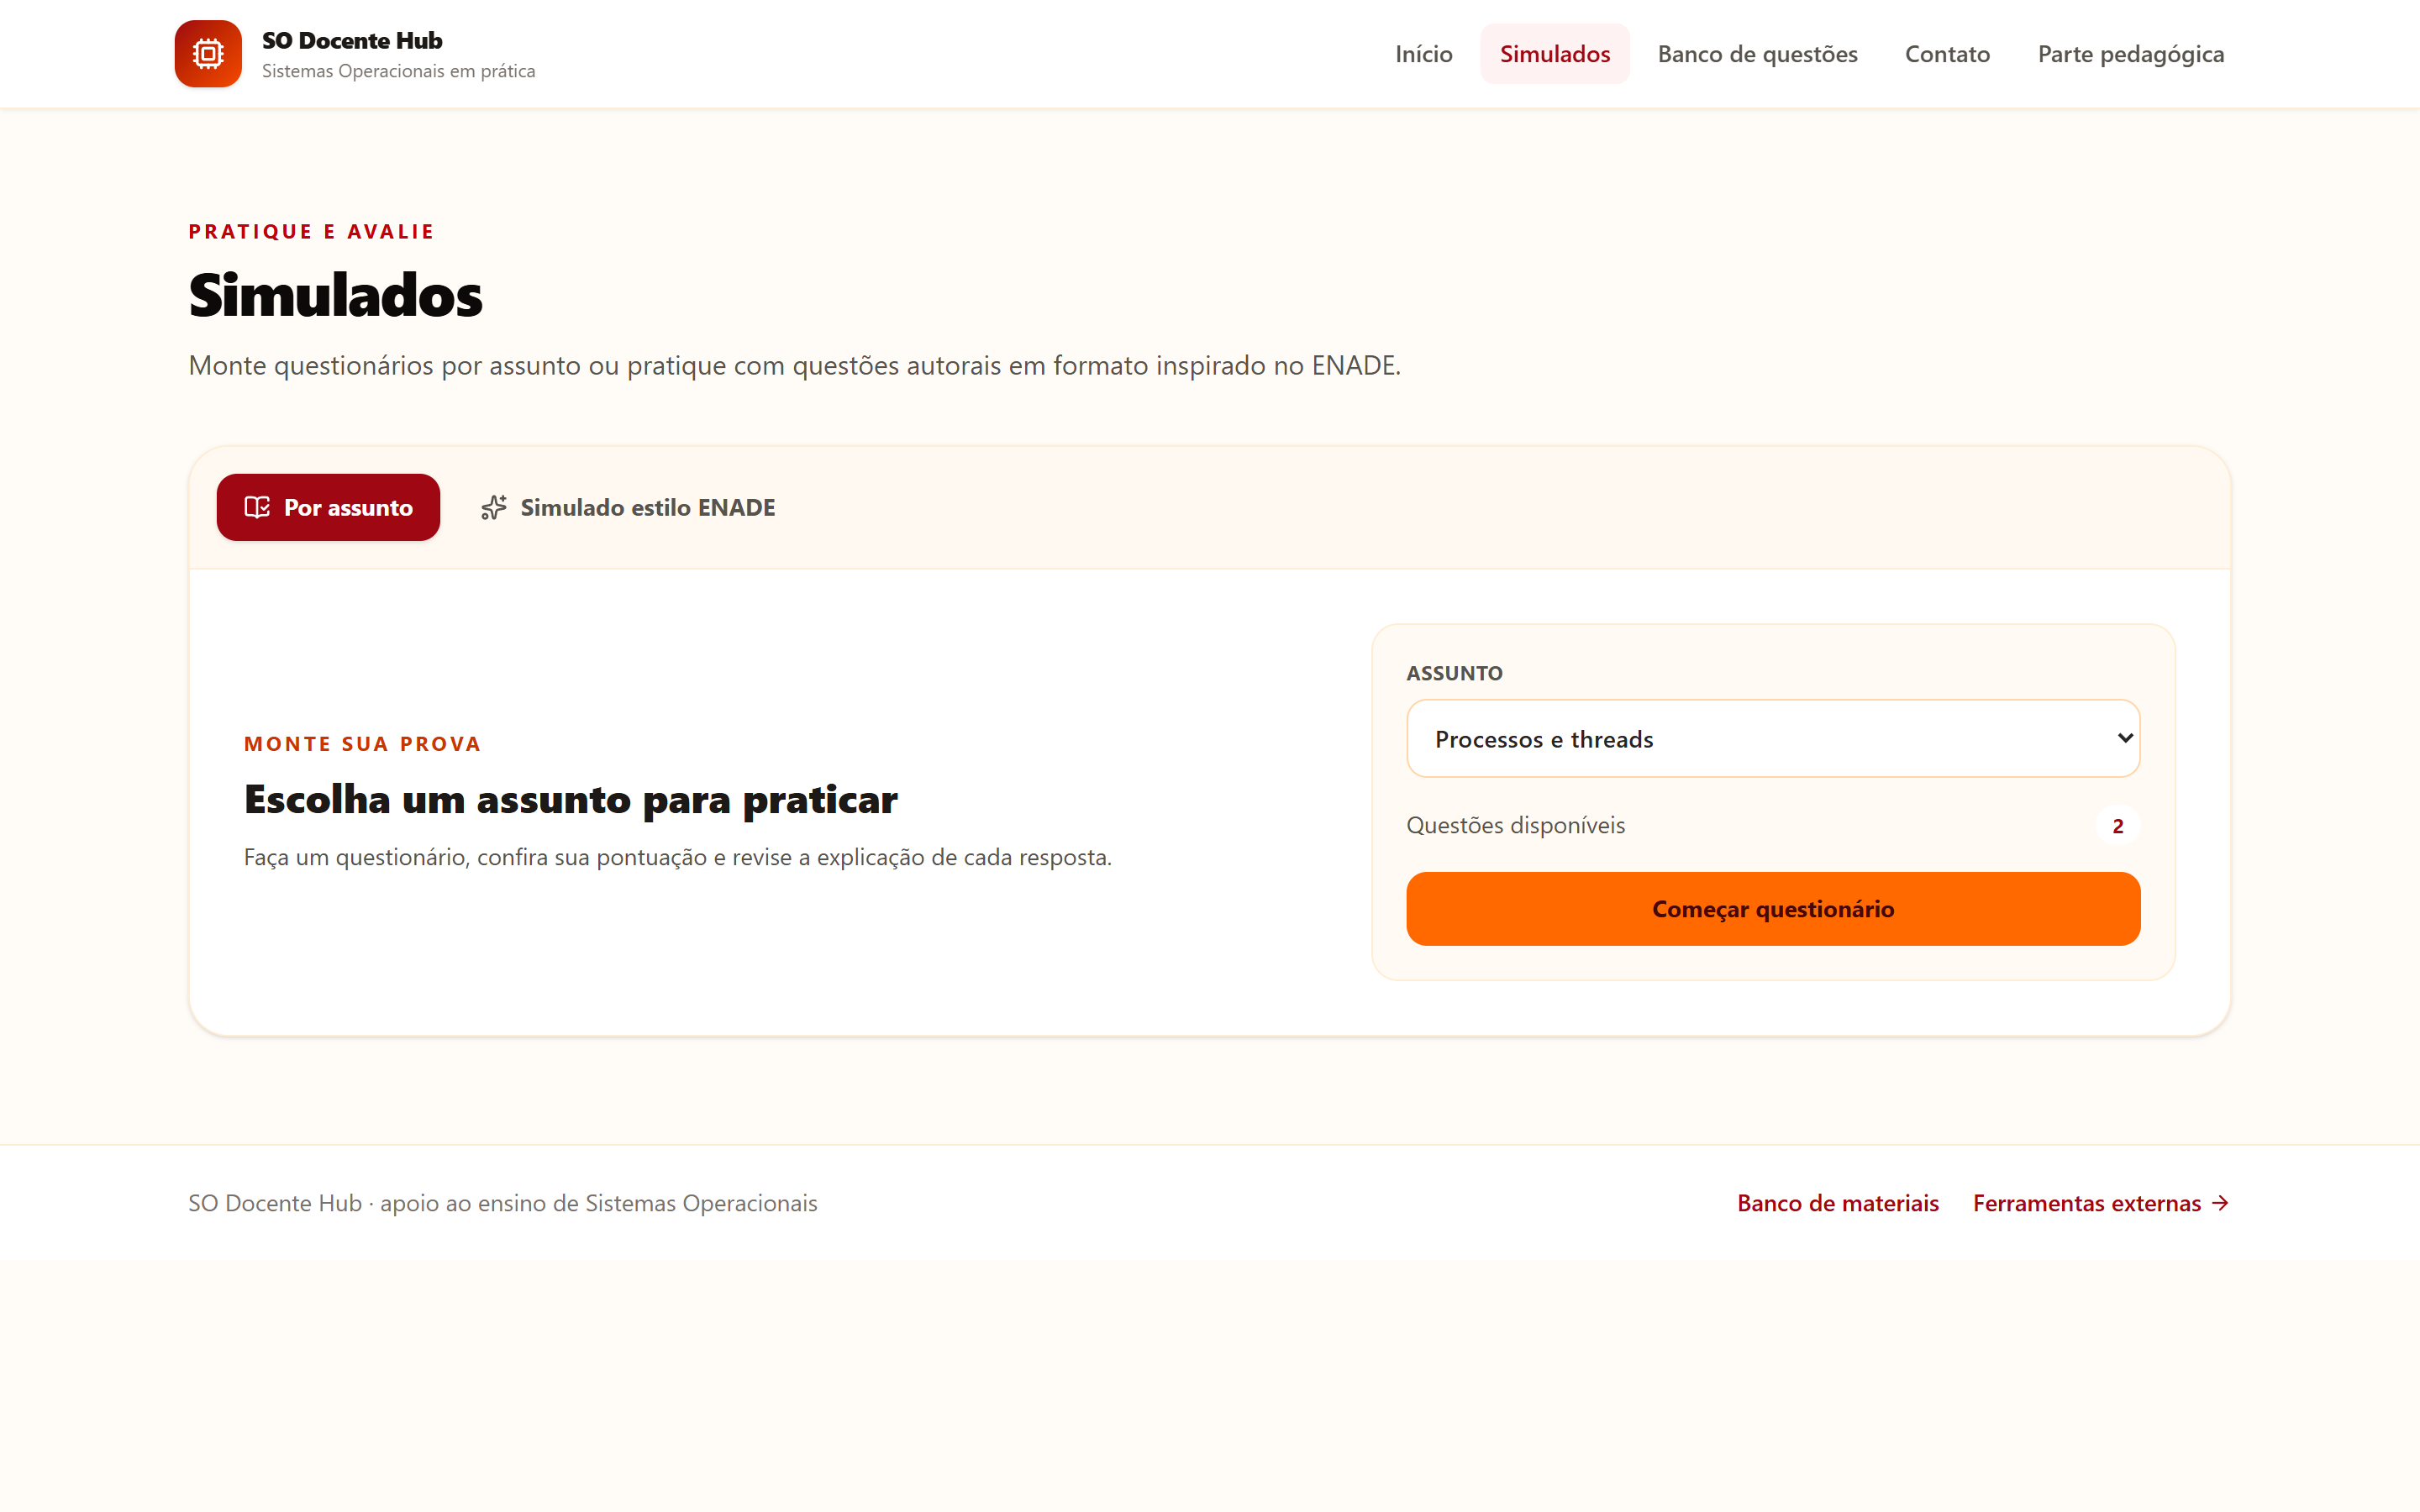 SO Docente Hub
Sistemas Operacionais em prática
Início
Simulados
Banco de questões
Contato
Parte pedagógica
PRATIQUE E AVALIE
Simulados
Monte questionários por assunto ou pratique com questões autorais em formato inspirado no ENADE.
Por assunto
Simulado estilo ENADE
MONTE SUA PROVA
Escolha um assunto para praticar
Faça um questionário, confira sua pontuação e revise a explicação de cada resposta.
ASSUNTO
Processos e threads
Questões disponíveis
2
Começar questionário
SO Docente Hub · apoio ao ensino de Sistemas Operacionais
Banco de materiais
Ferramentas externas →